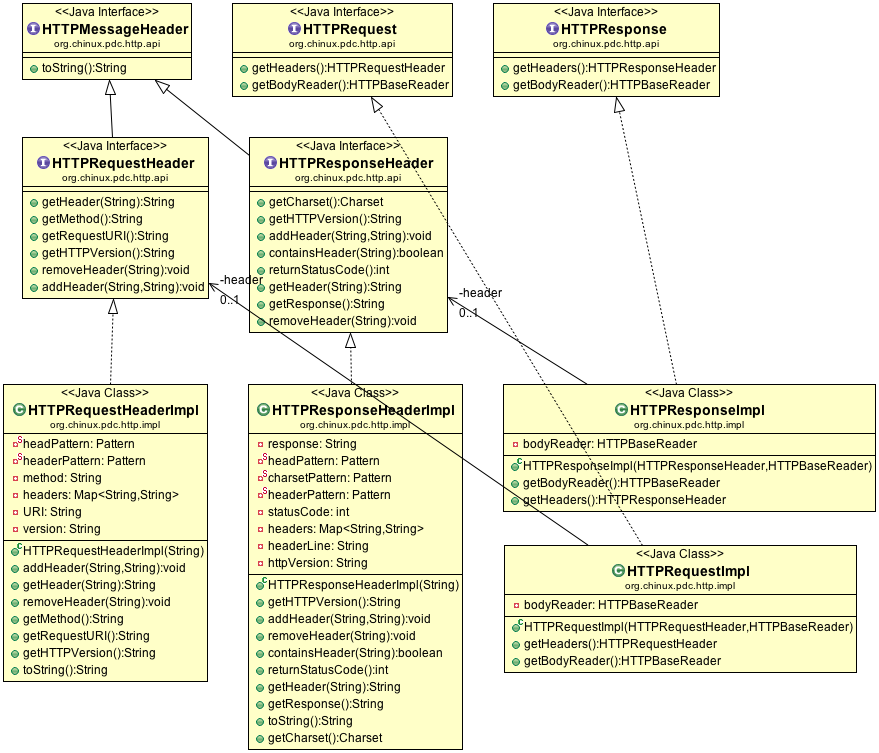 <<Java Interface>>
HTTPMessageHeader
org.chinux.pdc.http.api
toString():String
<<Java Interface>>
HTTPRequest
org.chinux.pdc.http.api
getHeaders():HTTPRequestHeader
getBodyReader():HTTPBaseReader
<<Java Interface>>
HTTPResponse
org.chinux.pdc.http.api
getHeaders():HTTPResponseHeader
getBodyReader():HTTPBaseReader
<<Java Interface>>
HTTPRequestHeader
org.chinux.pdc.http.api
getHeader(String):String
getMethod():String
getRequestURI():String
getHTTPVersion():String
removeHeader(String):void
addHeader(String,String):void
-header
0..1
<<Java Interface>>
HTTPResponseHeader
org.chinux.pdc.http.api
getCharset():Charset
getHTTPVersion():String
addHeader(String,String):void
containsHeader(String):boolean
returnStatusCode():int
getHeader(String):String
getResponse():String
removeHeader(String):void
-header
0..1
<<Java Class>>
HTTPRequestHeaderImpl
org.chinux.pdc.http.impl
headPattern: Pattern
headerPattern: Pattern
method: String
headers: Map<String,String>
URI: String
version: String
HTTPRequestHeaderImpl(String)
addHeader(String,String):void
getHeader(String):String
removeHeader(String):void
getMethod():String
getRequestURI():String
getHTTPVersion():String
toString():String
<<Java Class>>
HTTPResponseHeaderImpl
org.chinux.pdc.http.impl
response: String
headPattern: Pattern
charsetPattern: Pattern
headerPattern: Pattern
statusCode: int
headers: Map<String,String>
headerLine: String
httpVersion: String
HTTPResponseHeaderImpl(String)
getHTTPVersion():String
addHeader(String,String):void
removeHeader(String):void
containsHeader(String):boolean
returnStatusCode():int
getHeader(String):String
getResponse():String
toString():String
getCharset():Charset
<<Java Class>>
HTTPResponseImpl
org.chinux.pdc.http.impl
bodyReader: HTTPBaseReader
HTTPResponseImpl(HTTPResponseHeader,HTTPBaseReader)
getBodyReader():HTTPBaseReader
getHeaders():HTTPResponseHeader
<<Java Class>>
HTTPRequestImpl
org.chinux.pdc.http.impl
bodyReader: HTTPBaseReader
HTTPRequestImpl(HTTPRequestHeader,HTTPBaseReader)
getHeaders():HTTPRequestHeader
getBodyReader():HTTPBaseReader